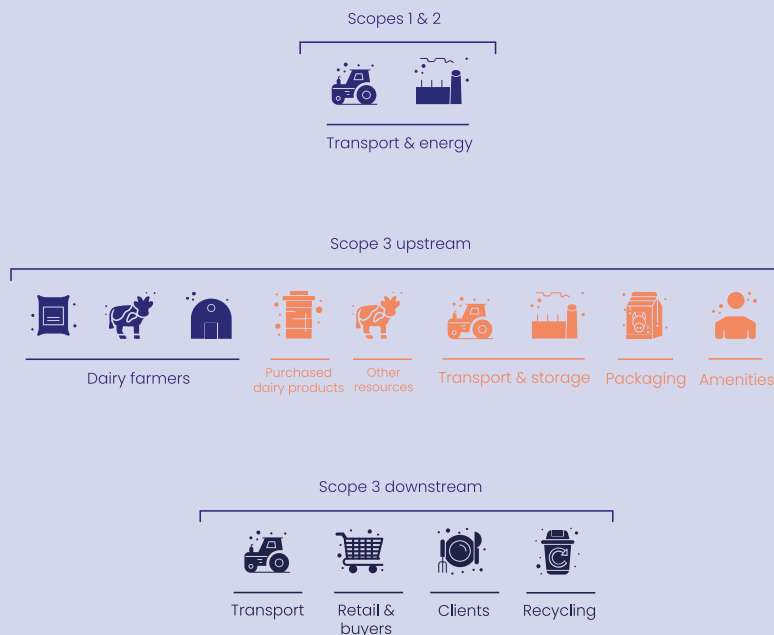 Scopes 1 & 2
Transport & energy
Scope 3 upstream
Dairy farmers
Purchased
dairy products
Other
resources
Transport & storage
Packaging
Amenities
Scope 3 downstream
Transport
Retail &
buyers
Clients
Recycling